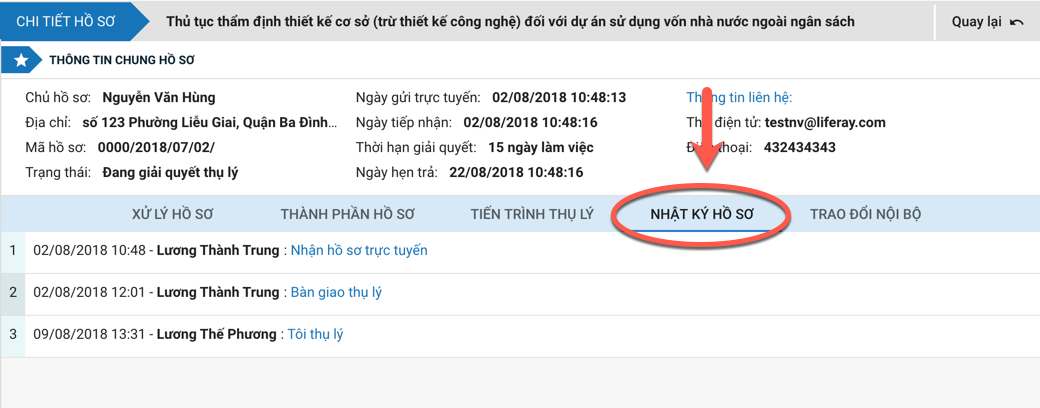 CHI TIẾT HỒ SƠ Thủ tục thẩm định thiết kế cơ sở (trừ thiết kế công nghệ) đối với dự án sử dụng vốn nhà nước ngoài ngân sách Quay lại
THÔNG TIN CHUNG HỒ SƠ
Chủ hồ sơ: Nguyễn Văn Hùng Ngày gửi trực tuyến: 02/08/2018 10:48:13 tin liên hệ:
Địa chỉ: số 123 Phường Liễu Giai, Quận Ba Đình... Ngày tiếp nhận: 02/08/2018 10:48:16 điện tử: testnv@liferay.com
Mã hồ sơ: 0000/2018/07/02/ Thời hạn giải quyết: 15 ngày làm việc thoại: 432434343
Trạng thái: Đang giải quyết thụ lý Ngày hẹn trả: 22/08/2018 10:48:16
XỬ LÝ HỒ SƠ THÀNH PHẦN HỒ SƠ TIẾN TRÌNH THỤ LÝ NHẬT KÝ HỒ SƠ TRAO ĐỔI NỘI BỘ
1 02/08/2018 10:48 - Lương Thành Trung : Nhận hồ sơ trực tuyến
2 02/08/2018 12:01 - Lương Thành Trung : Bàn giao thụ lý
3 09/08/2018 13:31 - Lương Thế Phương : Tôi thụ lý